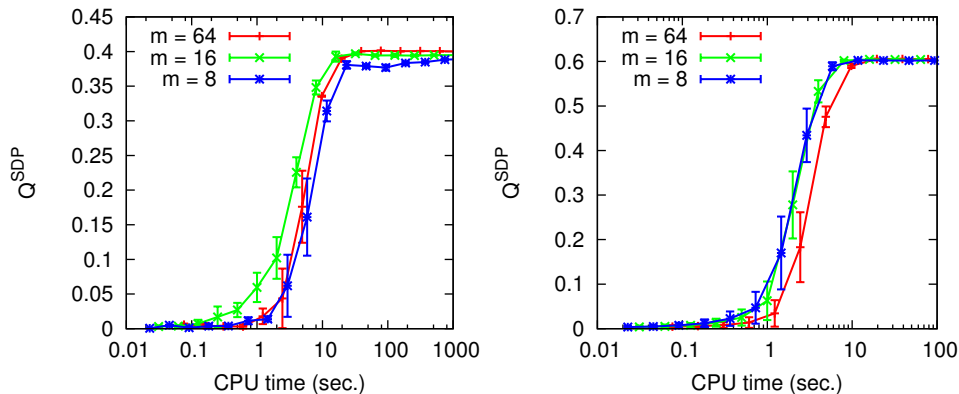 0.45
0.4
0.35
0.3
0.25
0.2
0.15
0.1
0.05
0
Q^SDP
m = 64
m = 16
m = 8
0.01 0.1 1 10 100 1000
CPU time (sec.)
0.7
0.6
0.5
0.4
0.3
0.2
0.1
0
Q^SDP
m = 64
m = 16
m = 8
0.01 0.1 1 10 100
CPU time (sec.)